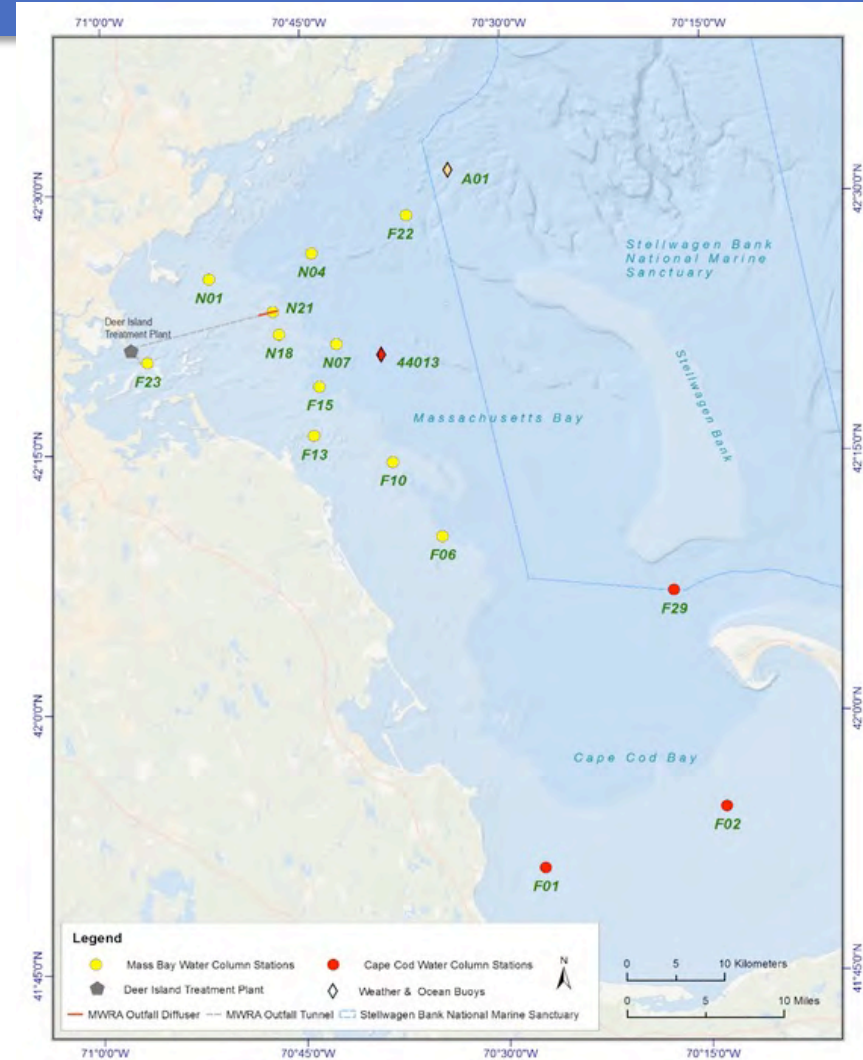 71°0'0"W
70°45'0"W
70°30'0"W
70°15'0"W
42°30'0"N
42°30'0"N
A01
F22
Stellwagen Bank
National Marine
Sanctuary
N04
N01
N21
Deer Island
Treatment Plant
N18
N07
44013
F23
Stellwagen Bank
F15
Massachusetts Bay
F13
42°15'0"N
42°15'0"N
F10
F06
F29
42°0'0"N
42°0'0"N
Cape Cod Bay
F02
F01
Legend
Mass Bay Water Column Stations
Cape Cod Water Column Stations
Deer Island Treatment Plant
Weather & Ocean Buoys
MWRA Outfall Diffuser
MWRA Outfall Tunnel
Stellwagen Bank National Marine Sanctuary
N
0 5 10 Kilometers
0 5 10 Miles
41°45'0"N
41°45'0"N
71°0'0"W
70°45'0"W
70°30'0"W
70°15'0"W